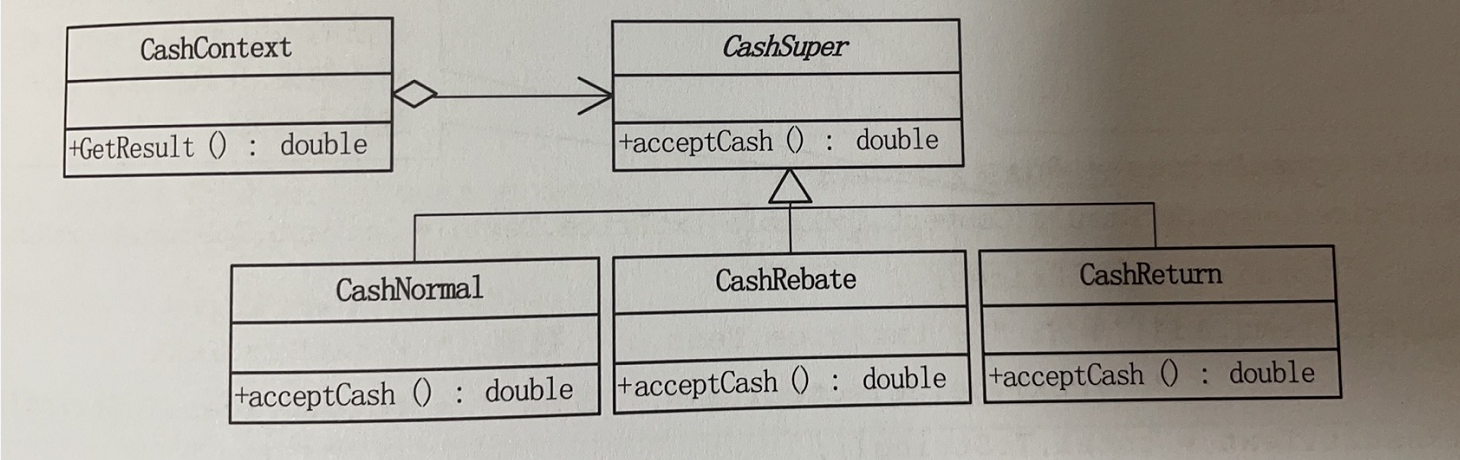 CashContext
+GetResult () : double
CashSuper
+acceptCash () : double
CashNormal
+acceptCash () : double
CashRebate
+acceptCash () : double
CashReturn
+acceptCash () : double